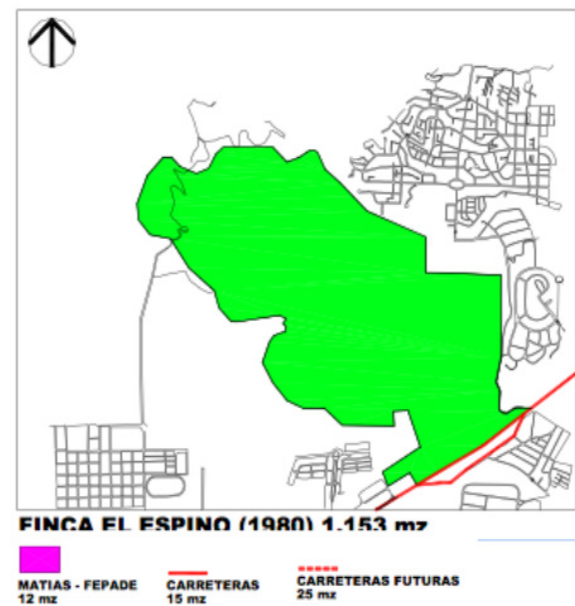 FINCA EL ESPINO (1980) 1.153 mz
MATIAS - FEPADE
12 mz
CARRETERAS
15 mz
CARRETERAS FUTURAS
25 mz